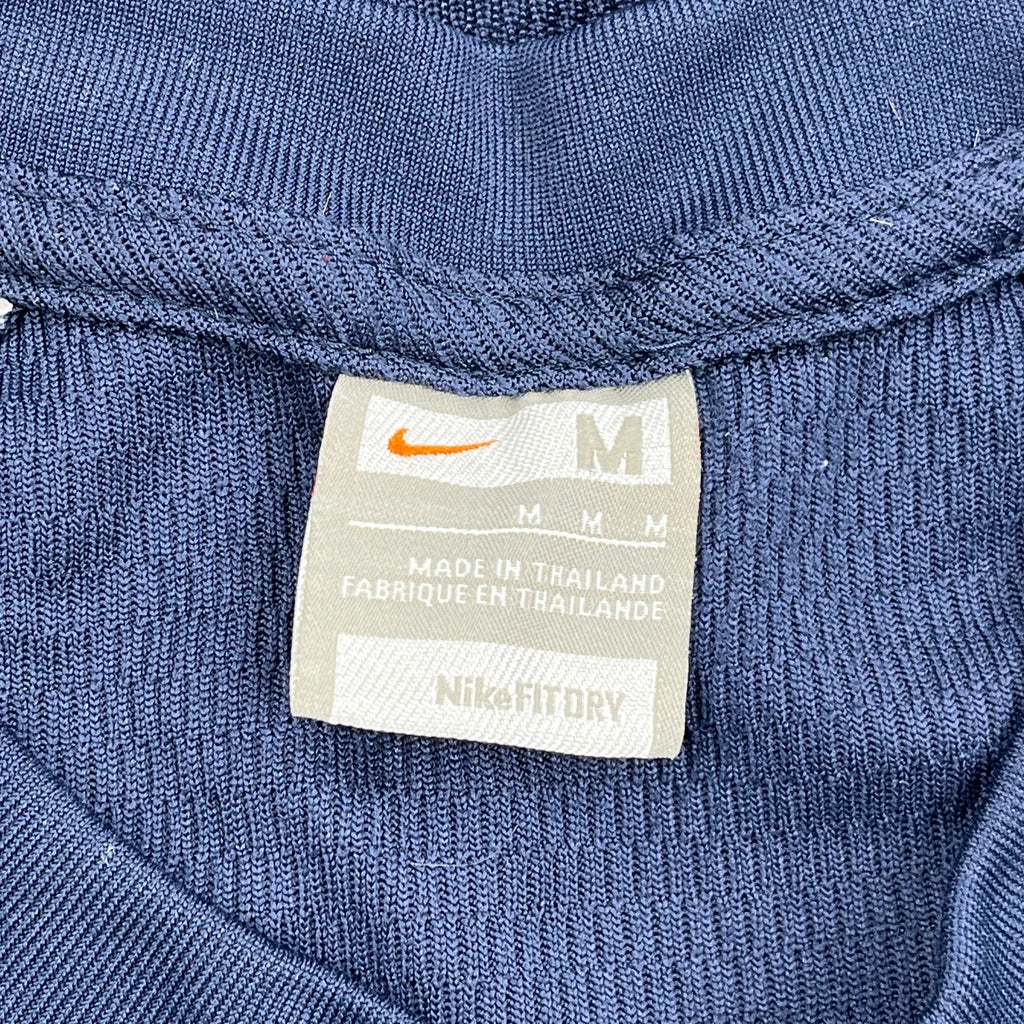 M
M M M
MADE IN THAILAND
FABRIQUE EN THAILANDE
NikeFITDRY